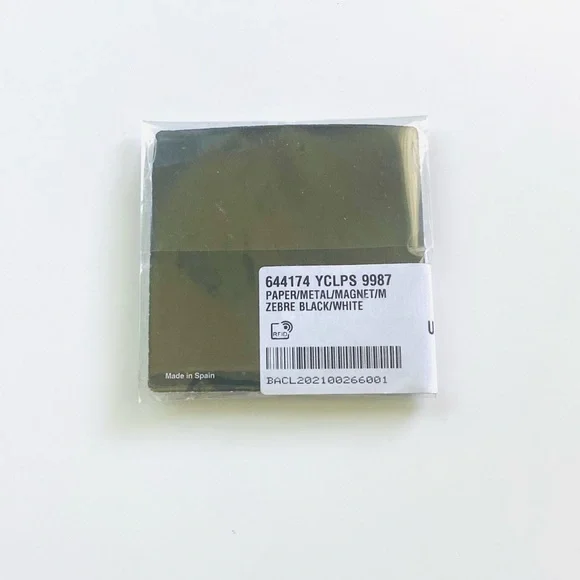 644174 YCLPS 9987
PAPER/METAL/MAGNET/M
ZEBRE BLACK/WHITE
U
RFID
BACL202100266001
Made in Spain